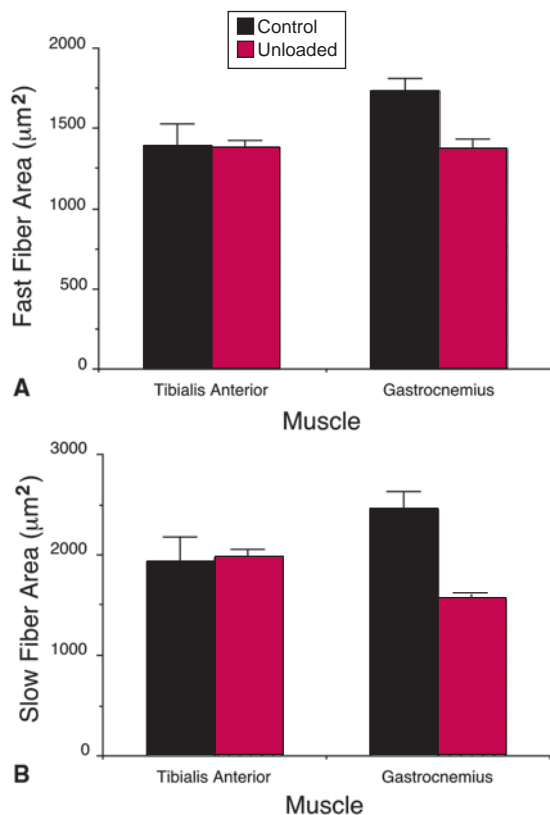 Control
Unloaded
2000
1500
1000
500
0
Fast Fiber Area (µm²)
A
Tibialis Anterior Gastrocnemius
Muscle
3000
2000
1000
0
Slow Fiber Area (µm²)
B
Tibialis Anterior Gastrocnemius
Muscle